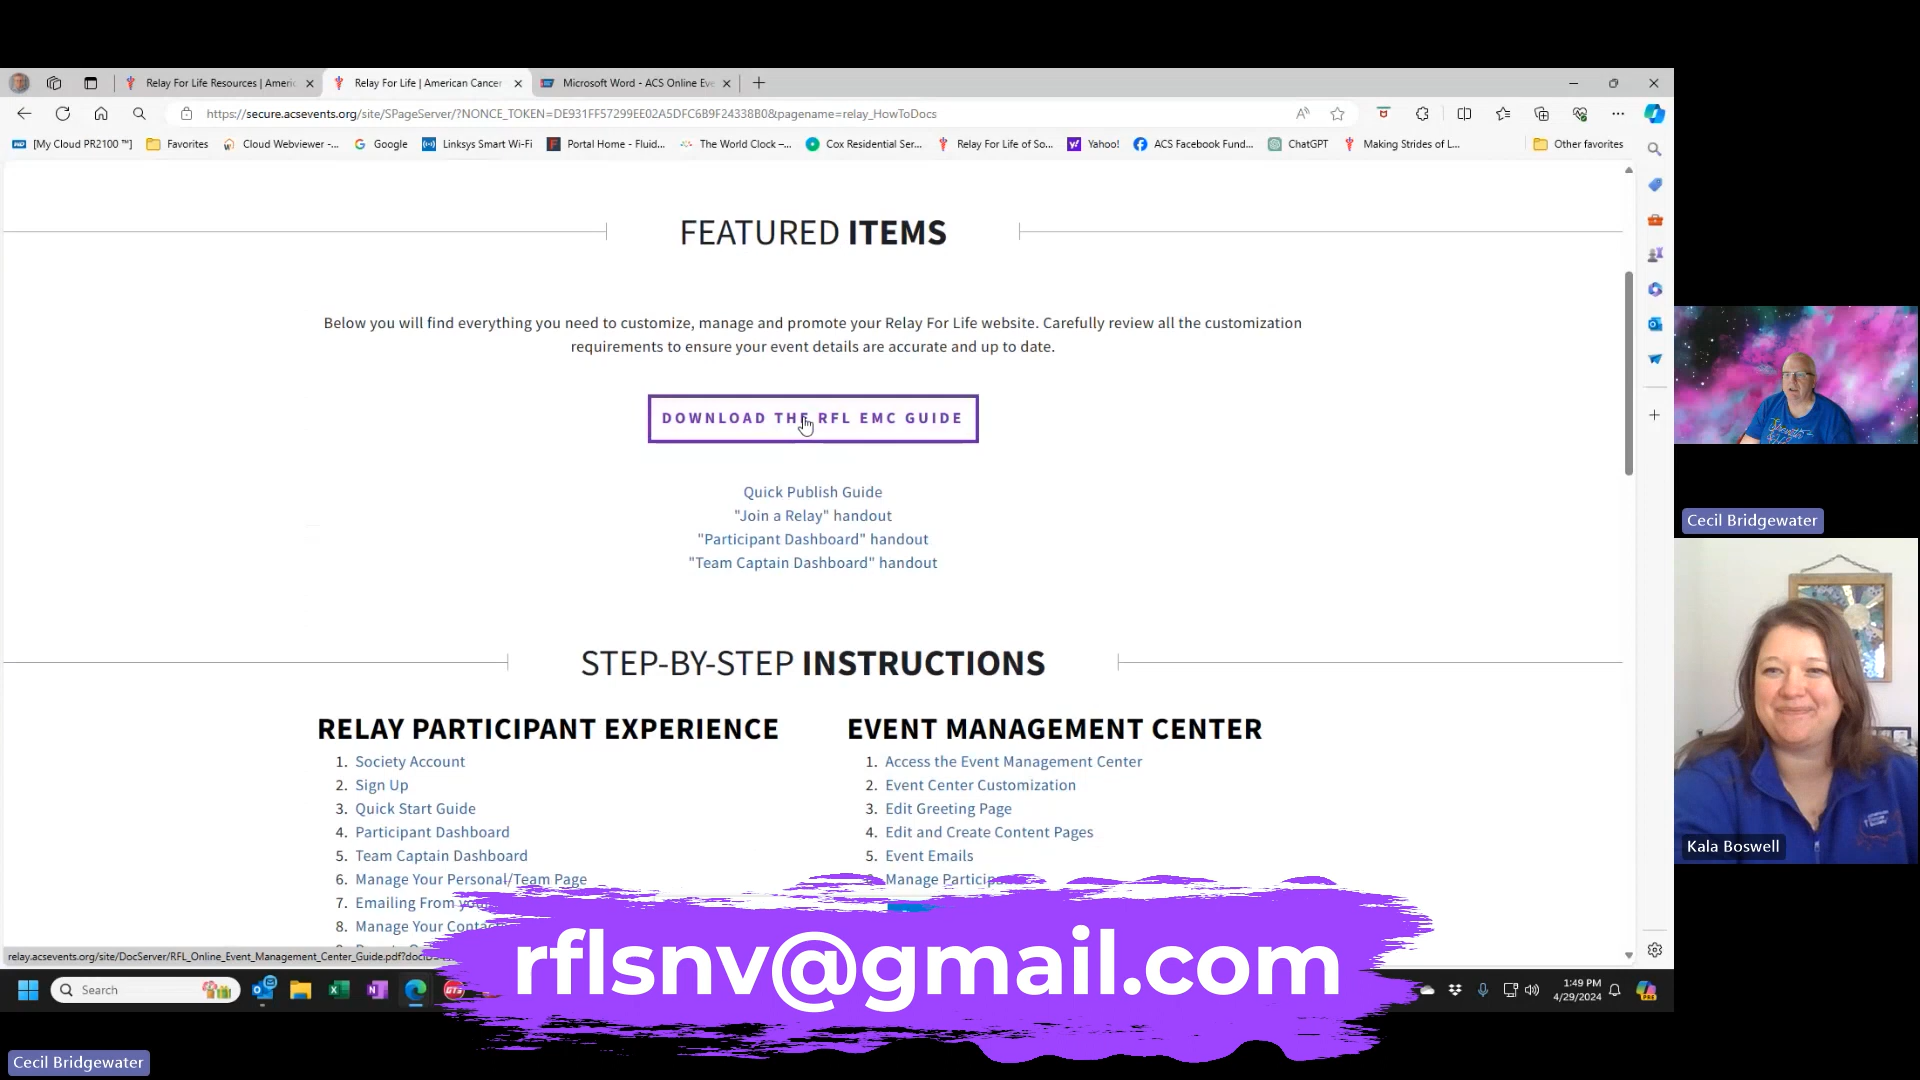 Relay For Life Resources | Americ
Relay For Life | American Cancer
Microsoft Word - ACS Online Eve
https://secure.acsevents.org/site/SPageServer/?NONCE_TOKEN=DE931FF57299EE02A5DFC6B9F24338B0&pagename=relay_HowToDocs
[My Cloud PR2100 ™]
Favorites
Cloud Webviewer -...
Google
Linksys Smart Wi-Fi
Portal Home - Fluid...
The World Clock —...
Cox Residential Ser...
Relay For Life of So...
Yahoo!
ACS Facebook Fund...
ChatGPT
Making Strides of L...
Other favorites
FEATURED ITEMS
Below you will find everything you need to customize, manage and promote your Relay For Life website. Carefully review all the customization
requirements to ensure your event details are accurate and up to date.
DOWNLOAD THE RFL EMC GUIDE
Quick Publish Guide
"Join a Relay" handout
"Participant Dashboard" handout
"Team Captain Dashboard" handout
STEP-BY-STEP INSTRUCTIONS
RELAY PARTICIPANT EXPERIENCE
1. Society Account
2. Sign Up
3. Quick Start Guide
4. Participant Dashboard
5. Team Captain Dashboard
6. Manage Your Personal/Team Page
7. Emailing From
8. Manage Your
EVENT MANAGEMENT CENTER
1. Access the Event Management Center
2. Event Center Customization
3. Edit Greeting Page
4. Edit and Create Content Pages
5. Event Emails
Manage
relay.acsevents.org/site/DocServer/RFL_Online_Event_Management_Center_Guide.pdf?docID
Search
GTS
1:49 PM
4/29/2024
rflsnv@gmail.com
Cecil Bridgewater
Kala Boswell
Cecil Bridgewater